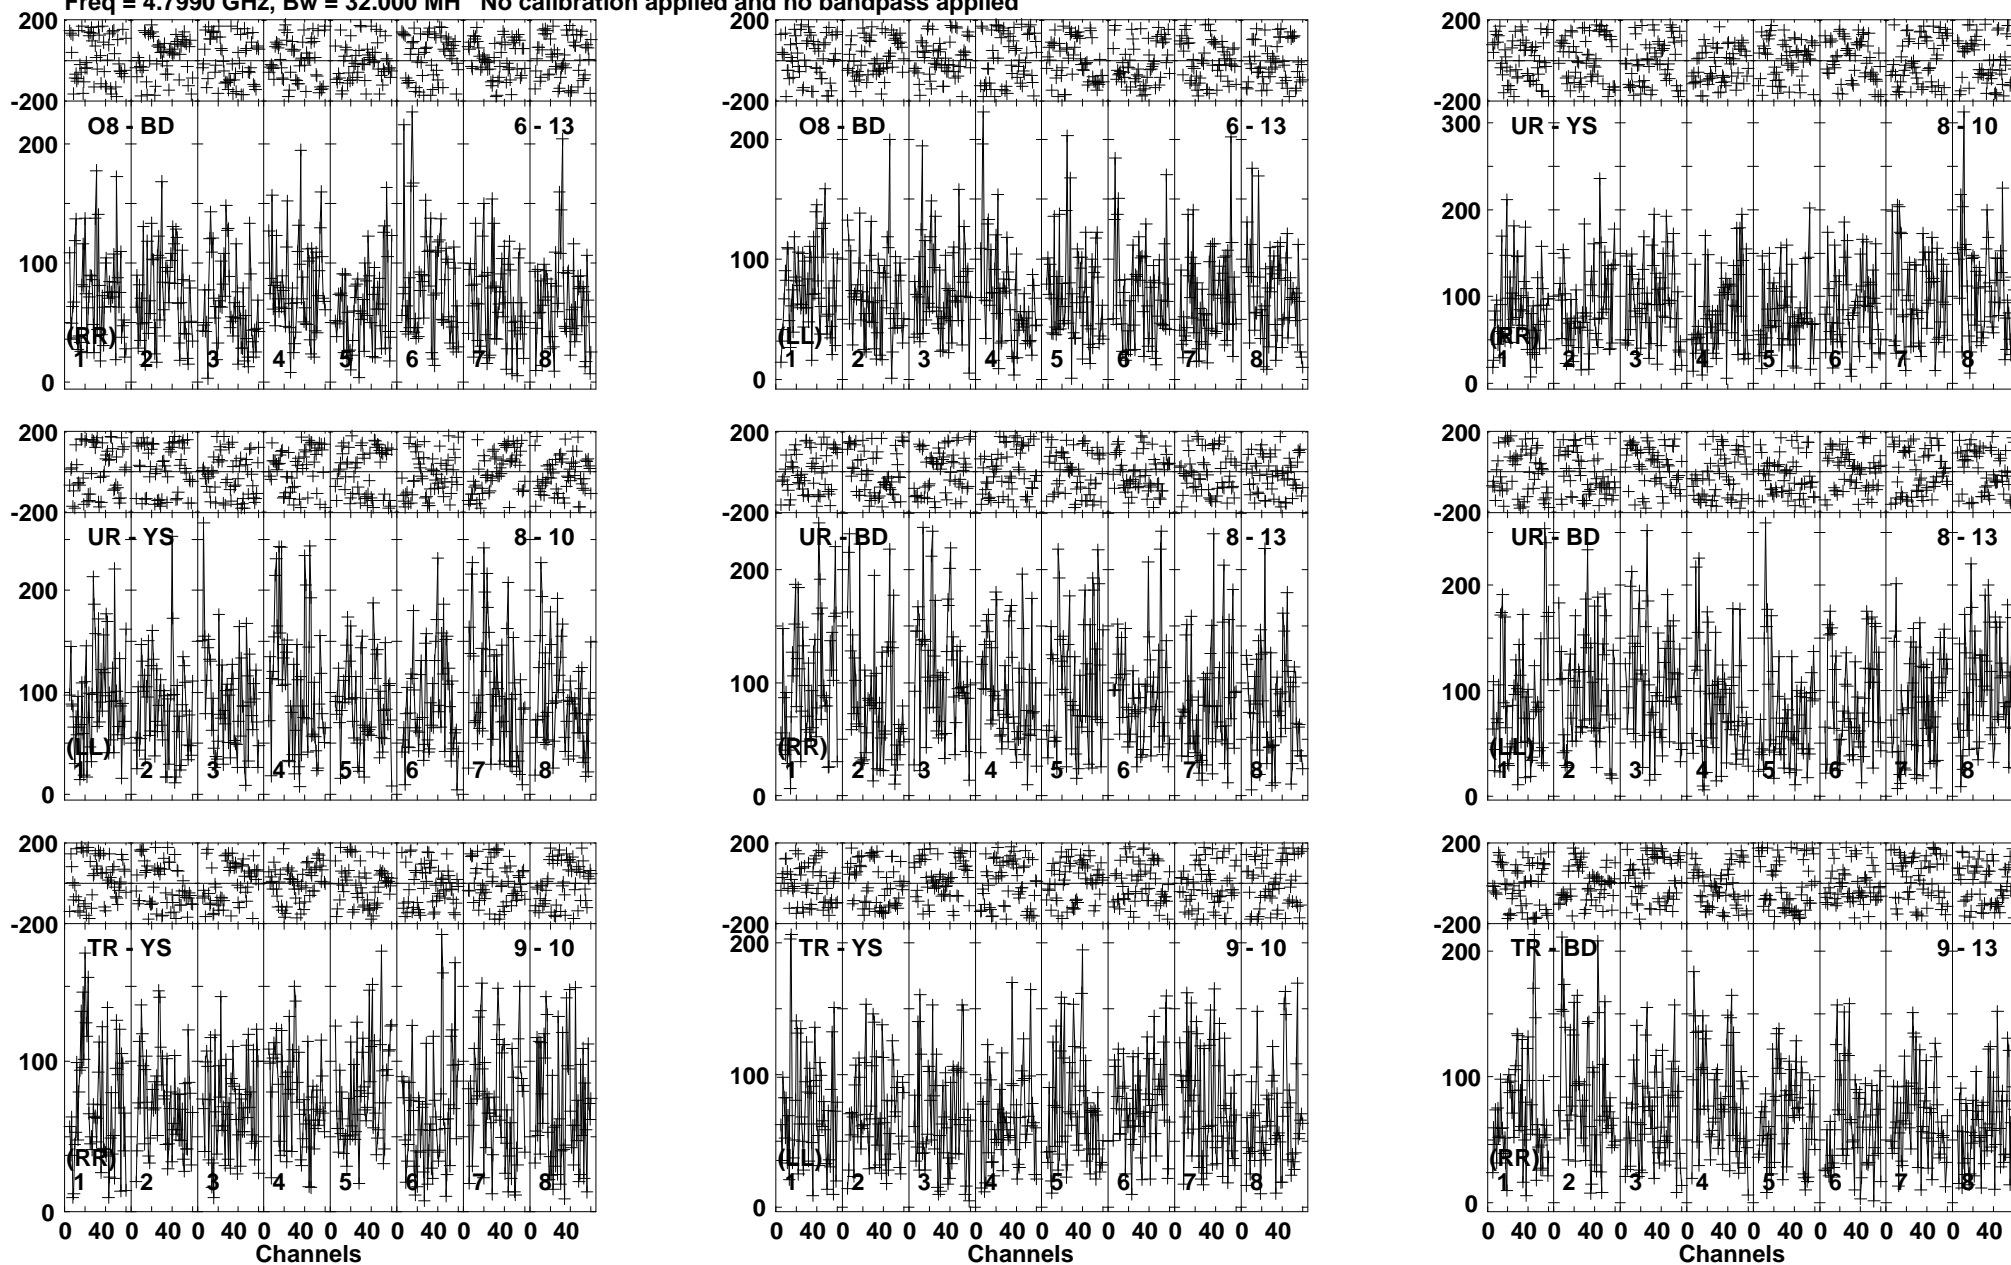 Freq = 4.7990 GHz, Bw = 32.000 MH No calibration applied and no bandpass applied
200 200 200
-200 -200 -200
O8 - BD 6 - 13 O8 - BD 6 - 13 UR - YS 8 - 10
300
200 200 200
100 100 100
(RR) (LL) (RR)
1 2 3 4 5 6 7 8 1 2 3 4 5 6 7 8 1 2 3 4 5 6 7 8
0 0 0
200 200 200
-200 -200 -200
UR - YS 8 - 10 UR - BD 8 - 13 UR - BD 8 - 13
200 200 200
100 100 100
(LL) (RR) (LL)
1 2 3 4 5 6 7 8 1 2 3 4 5 6 7 8 1 2 3 4 5 6 7 8
0 0 0
200 200 200
-200 -200 -200
TR - YS 9 - 10 TR - YS 9 - 10 TR - BD 9 - 13
200 200
100 100 100
(RR) (LL) (RR)
1 2 3 4 5 6 7 8 1 2 3 4 5 6 7 8 1 2 3 4 5 6 7 8
0 0 0
0 40 0 40 0 40 0 40 0 40 0 40 0 40 0 40 0 40 0 40 0 40 0 40 0 40 0 40 0 40 0 40 0 40 0 40 0 40 0 40 0 40 0 40 0 40 0 40
Channels Channels Channels